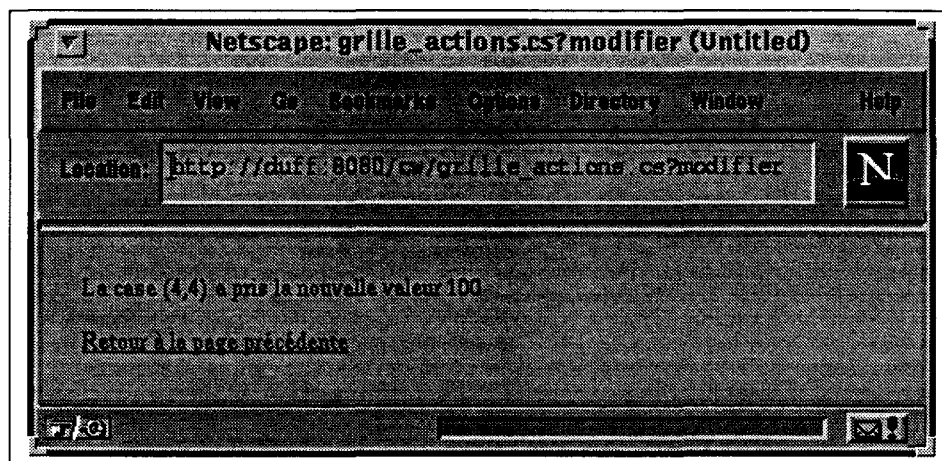 Netscape: grille_actions.cs?modifier (Untitled)
File Edit View Go Bookmarks Options Directory Window Help
Location: http://duff:8080/cw/grille_actions.cs?modifier
N
La case (4,4) a pris la nouvelle valeur 100
Retour à la page précédente